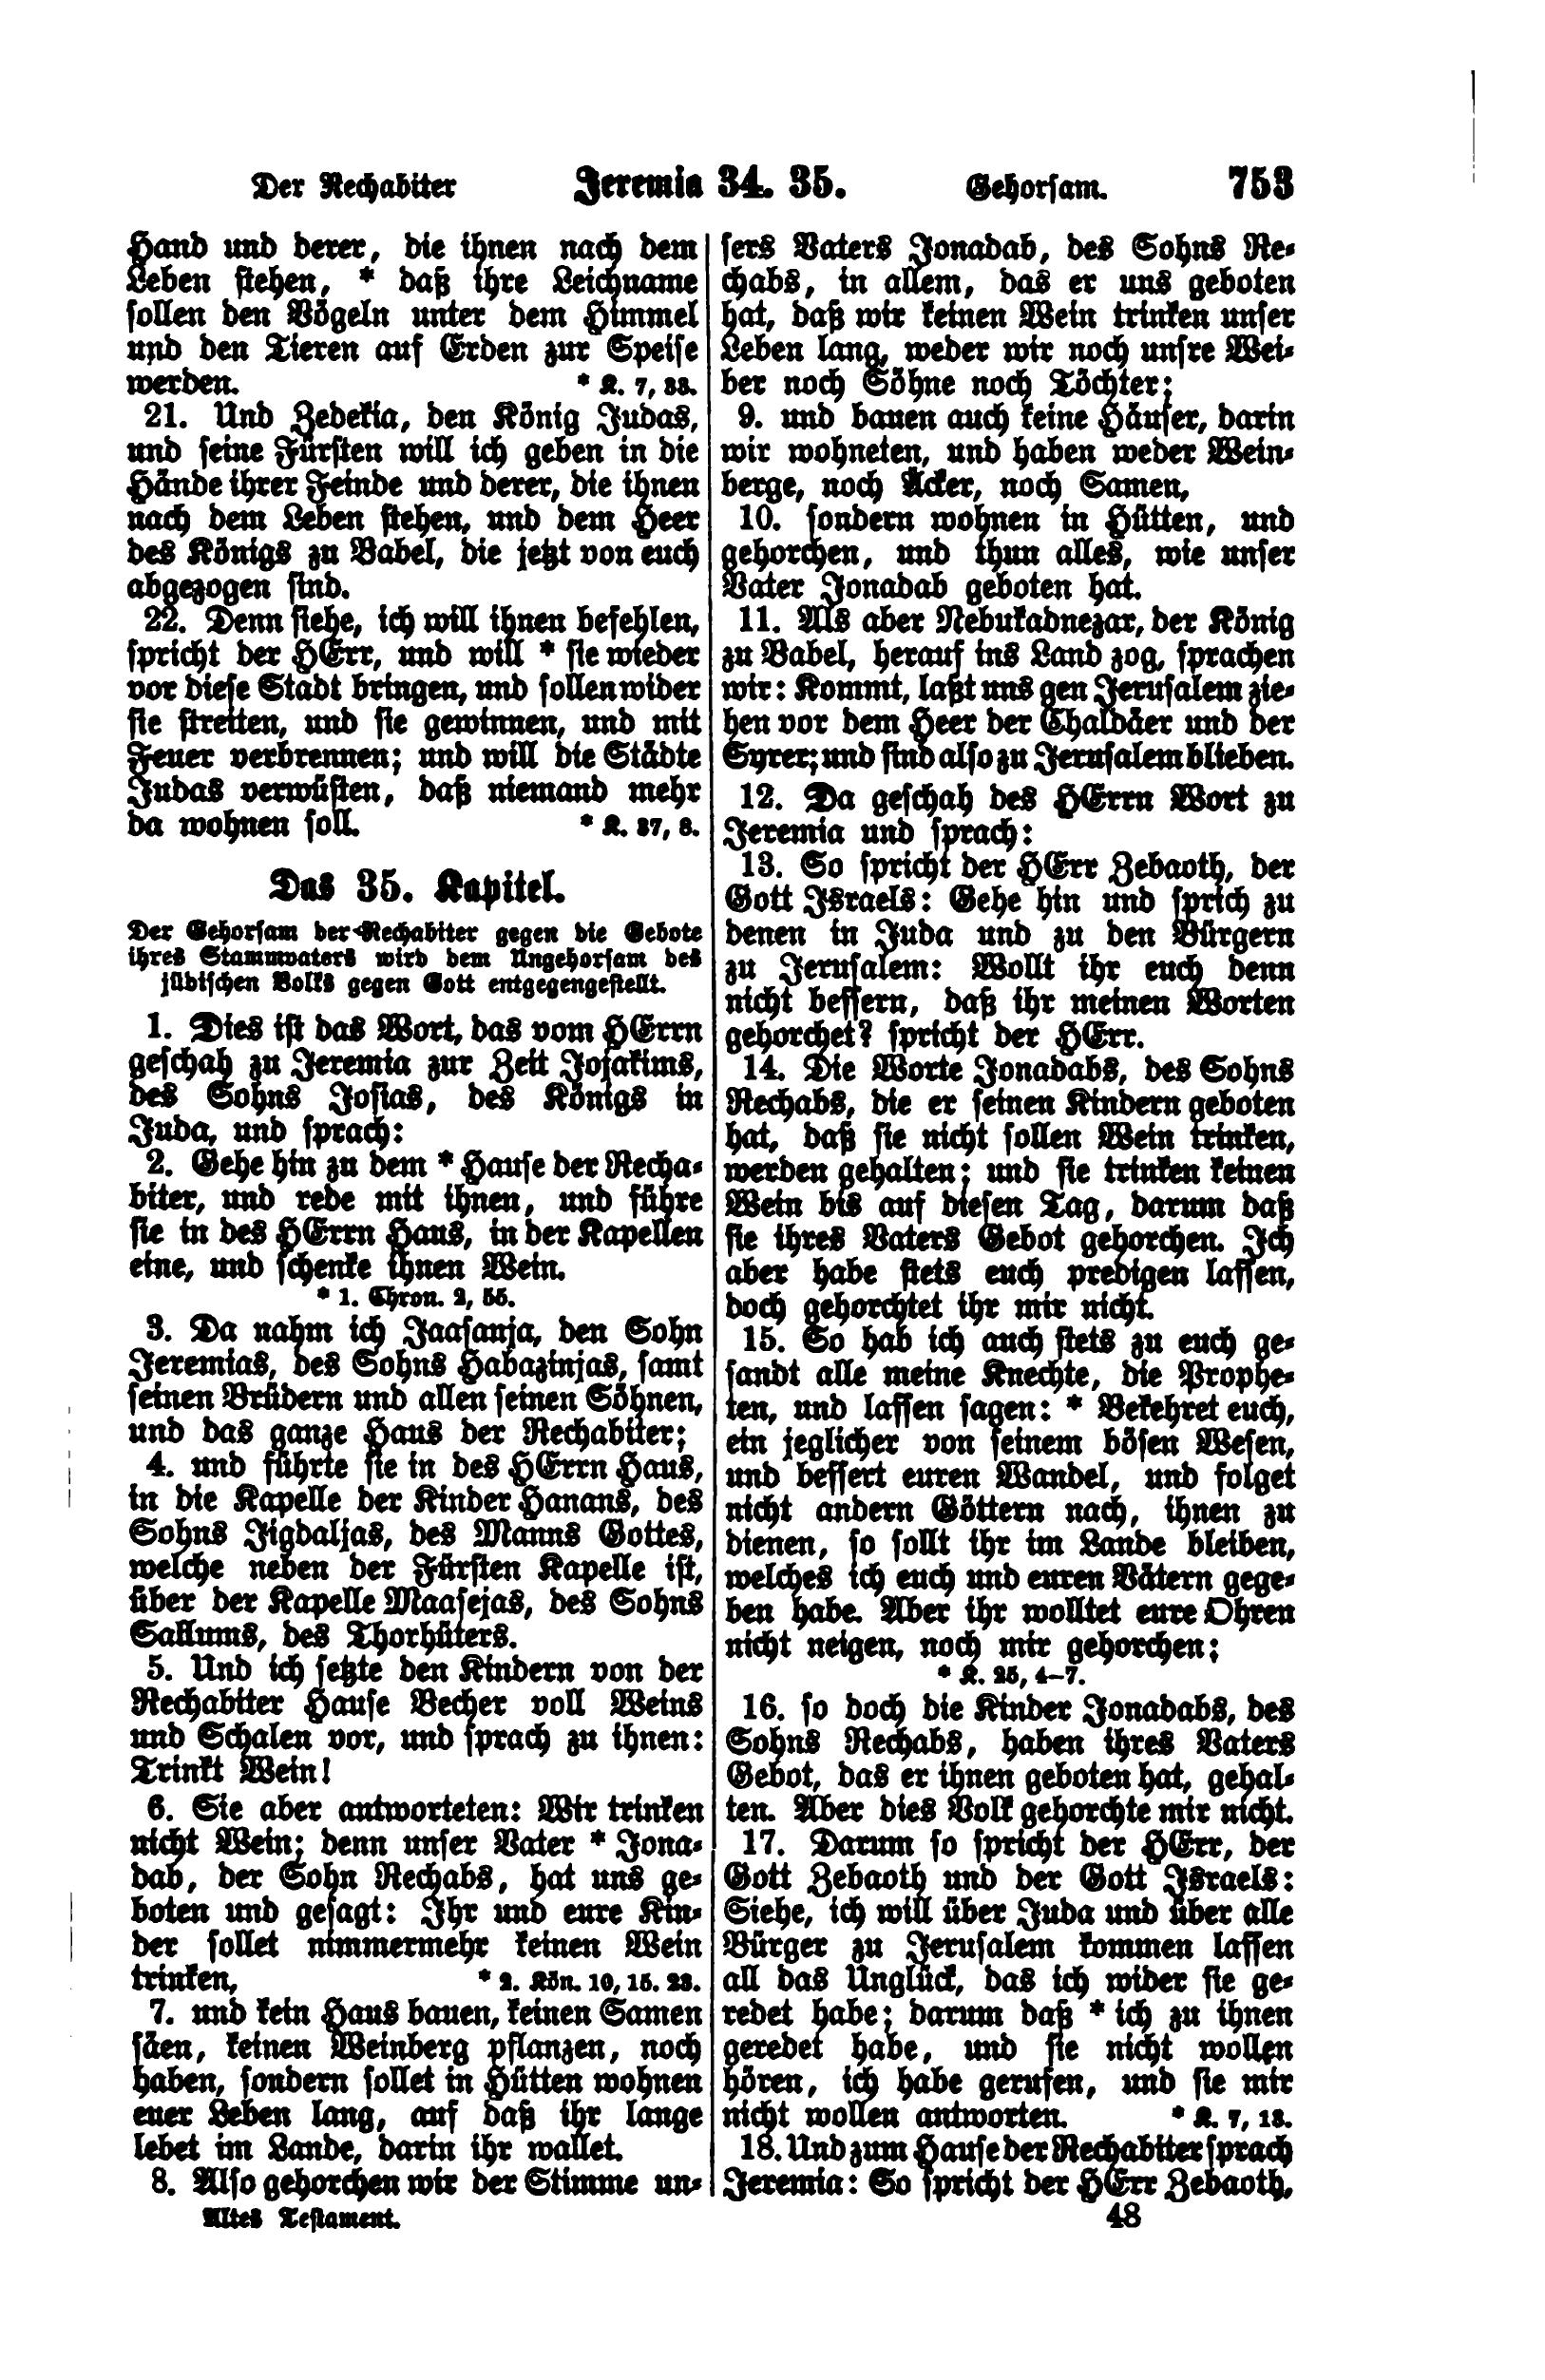 Der Rechabiter Jeremia 34. 35. Gehorsam. 753
Hand und derer, die ihnen nach dem
Leben stehen, * daß ihre Leichname
sollen den Vögeln unter dem Himmel
und den Tieren auf Erden zur Speise
werden. * K. 7, 33.
21. Und Zedekia, den König Judas,
und seine Fürsten will ich geben in die
Hände ihrer Feinde und derer, die ihnen
nach dem Leben stehen, und dem Heer
des Königs zu Babel, die jetzt von euch
abgezogen sind.
22. Denn siehe, ich will ihnen befehlen,
spricht der HErr, und will * sie wieder
vor diese Stadt bringen, und sollen wider
sie streiten, und sie gewinnen, und mit
Feuer verbrennen; und will die Städte
Judas verwüsten, daß niemand mehr
da wohnen soll. * K. 37, 8.
Das 35. Kapitel.
Der Gehorsam der Rechabiter gegen die Gebote
ihres Stammvaters wird dem Ungehorsam des
jüdischen Volks gegen Gott entgegengestellt.
1. Dies ist das Wort, das vom HErrn
geschah zu Jeremia zur Zeit Jojakims,
des Sohns Josias, des Königs in
Juda, und sprach:
2. Gehe hin zu dem * Hause der Recha-
biter, und rede mit ihnen, und führe
sie in des HErrn Haus, in der Kapellen
eine, und schenke ihnen Wein.
* 1. Chron. 2, 55.
3. Da nahm ich Jaasanja, den Sohn
Jeremias, des Sohns Habazinjas, samt
seinen Brüdern und allen seinen Söhnen,
und das ganze Haus der Rechabiter;
4. und führte sie in des HErrn Haus,
in die Kapelle der Kinder Hanans, des
Sohns Jigdaljas, des Manns Gottes,
welche neben der Fürsten Kapelle ist,
über der Kapelle Maasejas, des Sohns
Sallums, des Thorhüters.
5. Und ich setzte den Kindern von der
Rechabiter Hause Becher voll Weins
und Schalen vor, und sprach zu ihnen:
Trinkt Wein!
6. Sie aber antworteten: Wir trinken
nicht Wein; denn unser Vater * Jona-
dab, der Sohn Rechabs, hat uns ge-
boten und gesagt: Ihr und eure Kin-
der sollet nimmermehr keinen Wein
trinken, * 2. Kön. 10, 15. 23.
7. und kein Haus bauen, keinen Samen
säen, keinen Weinberg pflanzen, noch
haben, sondern sollet in Hütten wohnen
euer Leben lang, auf daß ihr lange
lebet im Lande, darin ihr wallet.
8. Also gehorchen wir der Stimme un-
Altes Testament.
sers Vaters Jonadab, des Sohns Re-
chabs, in allem, das er uns geboten
hat, daß wir keinen Wein trinken unser
Leben lang, weder wir noch unsre Wei-
ber noch Söhne noch Töchter;
9. und bauen auch keine Häuser, darin
wir wohneten, und haben weder Wein-
berge, noch Äcker, noch Samen,
10. sondern wohnen in Hütten, und
gehorchen, und thun alles, wie unser
Vater Jonadab geboten hat.
11. Als aber Nebukadnezar, der König
zu Babel, herauf ins Land zog, sprachen
wir: Kommt, laßt uns gen Jerusalem zie-
hen vor dem Heer der Chaldäer und der
Syrer; und sind also zu Jerusalem blieben.
12. Da geschah des HErrn Wort zu
Jeremia und sprach:
13. So spricht der HErr Zebaoth, der
Gott Israels: Gehe hin und sprich zu
denen in Juda und zu den Bürgern
zu Jerusalem: Wollt ihr euch denn
nicht bessern, daß ihr meinen Worten
gehorchet? spricht der HErr.
14. Die Worte Jonadabs, des Sohns
Rechabs, die er seinen Kindern geboten
hat, daß sie nicht sollen Wein trinken,
werden gehalten; und sie trinken keinen
Wein bis auf diesen Tag, darum daß
sie ihres Vaters Gebot gehorchen. Ich
aber habe stets euch predigen lassen,
doch gehorchtet ihr mir nicht.
15. So hab ich auch stets zu euch ge-
sandt alle meine Knechte, die Prophe-
ten, und lassen sagen: * Bekehret euch,
ein jeglicher von seinem bösen Wesen,
und bessert euren Wandel, und folget
nicht andern Göttern nach, ihnen zu
dienen, so sollt ihr im Lande bleiben,
welches ich euch und euren Vätern gege-
ben habe. Aber ihr wolltet eure Ohren
nicht neigen, noch mir gehorchen;
* K. 25, 4–7.
16. so doch die Kinder Jonadabs, des
Sohns Rechabs, haben ihres Vaters
Gebot, das er ihnen geboten hat, gehal-
ten. Aber dies Volk gehorchte mir nicht.
17. Darum so spricht der HErr, der
Gott Zebaoth und der Gott Israels:
Siehe, ich will über Juda und über alle
Bürger zu Jerusalem kommen lassen
all das Unglück, das ich wider sie ge-
redet habe; darum daß * ich zu ihnen
geredet habe, und sie nicht wollen
hören, ich habe gerufen, und sie mir
nicht wollen antworten. * K. 7, 13.
18. Und zum Hause der Rechabiter sprach
Jeremia: So spricht der HErr Zebaoth,
48